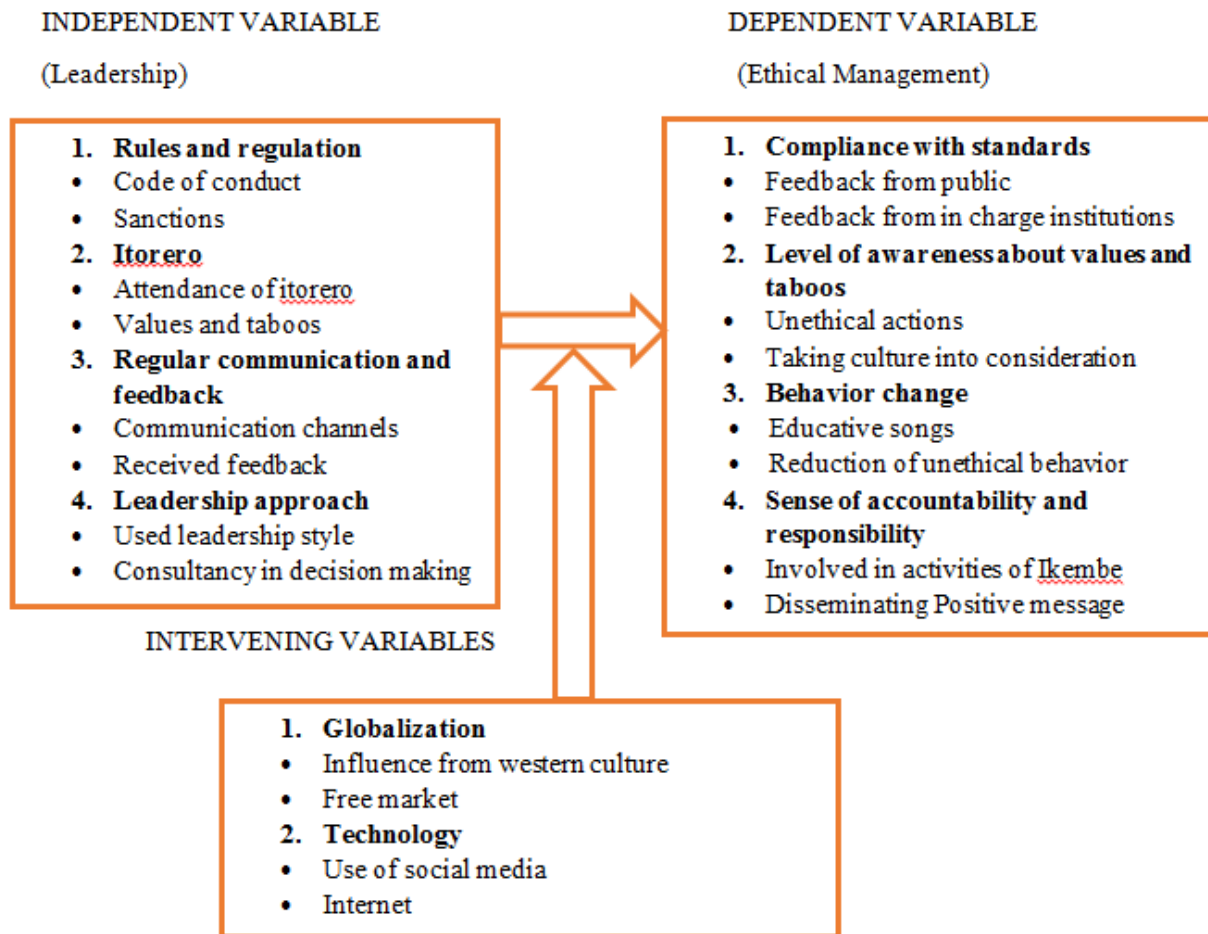 INDEPENDENT VARIABLE
(Leadership)
1. Rules and regulation
• Code of conduct
• Sanctions
2. Itorero
• Attendance of itorero
• Values and taboos
3. Regular communication and
feedback
• Communication channels
• Received feedback
4. Leadership approach
• Used leadership style
• Consultancy in decision making
DEPENDENT VARIABLE
(Ethical Management)
1. Compliance with standards
• Feedback from public
• Feedback from in charge institutions
2. Level of awareness about values and
taboos
• Unethical actions
• Taking culture into consideration
3. Behavior change
• Educative songs
• Reduction of unethical behavior
4. Sense of accountability and
responsibility
• Involved in activities of Ikembe
• Disseminating Positive message
INTERVENING VARIABLES
1. Globalization
• Influence from western culture
• Free market
2. Technology
• Use of social media
• Internet